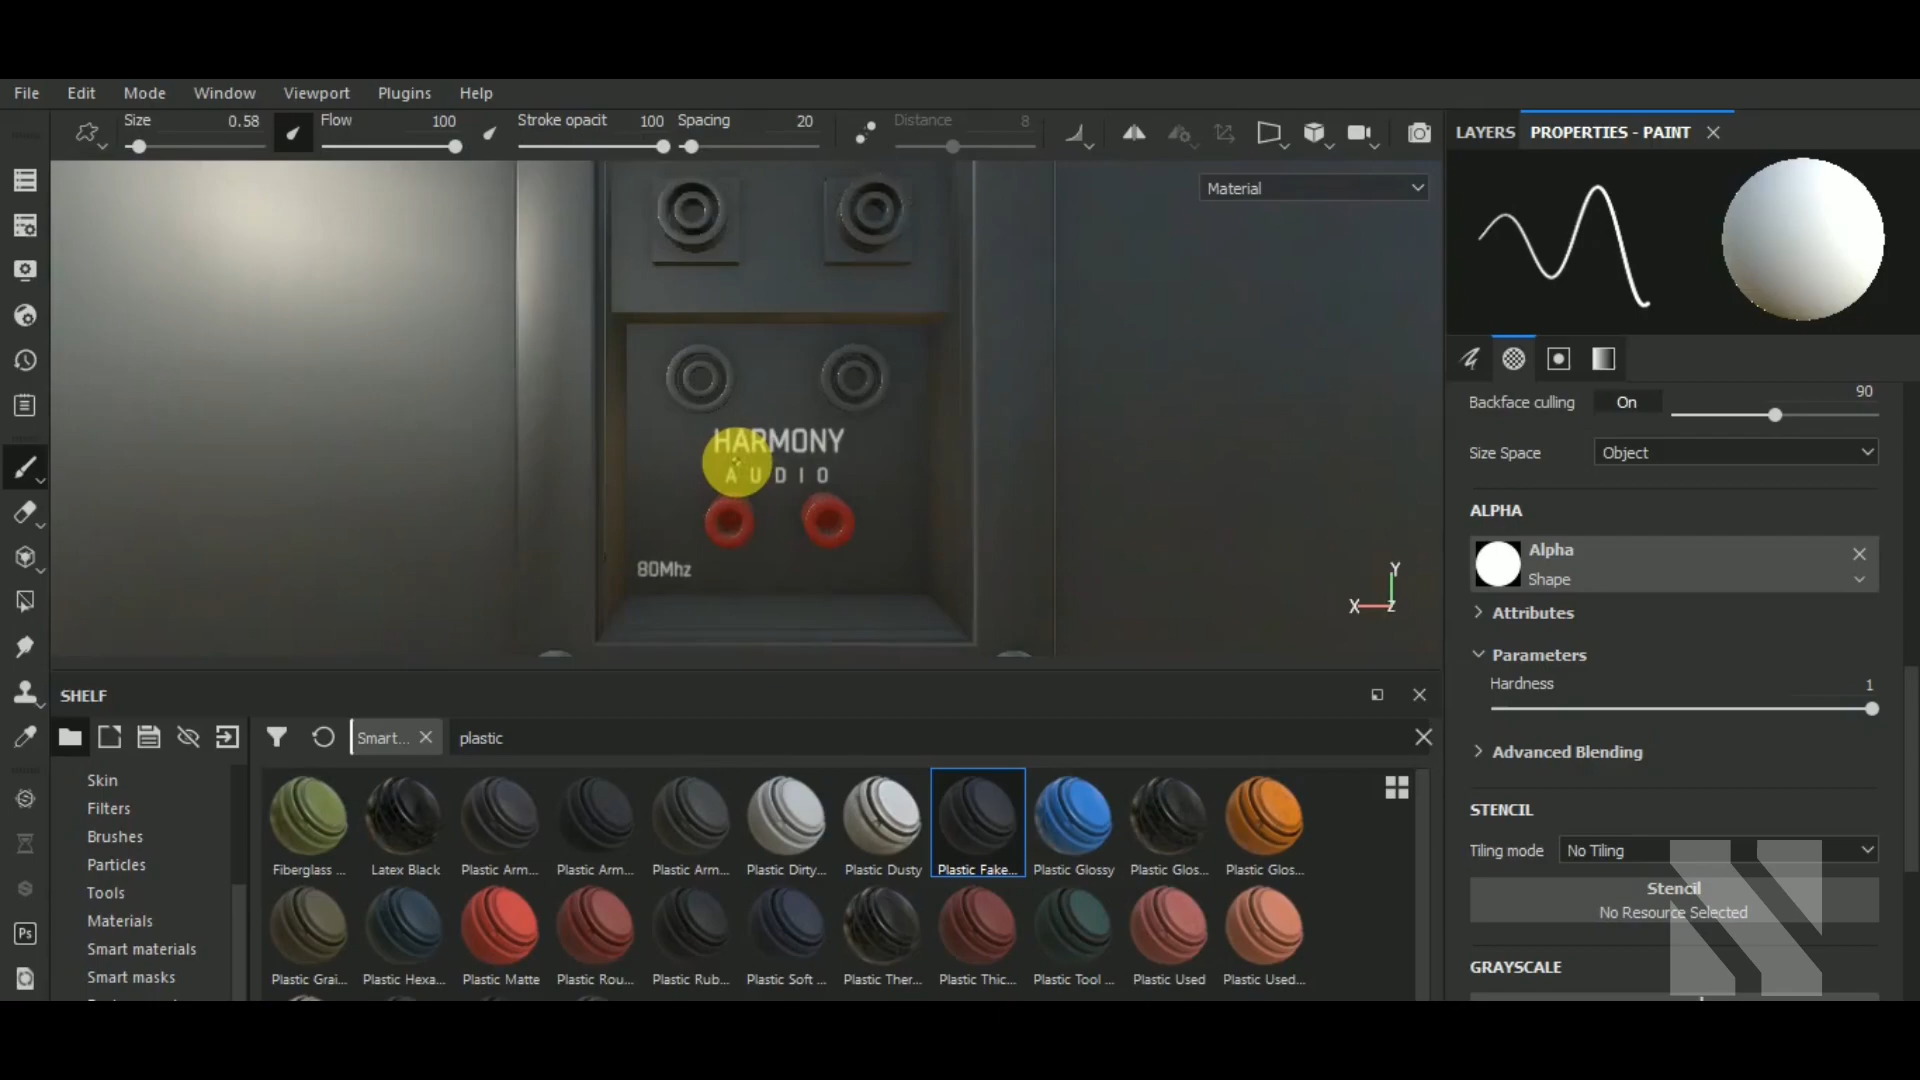 File Edit Mode Window Viewport Plugins Help
Size 0.58 Flow 100 Stroke opacit 100 Spacing 20 Distance 8
LAYERS PROPERTIES - PAINT
Material
HARMONY
AUDIO
80Mhz
Y
X Z
Backface culling On 90
Size Space Object
ALPHA
Alpha
Shape
Attributes
Parameters
Hardness 1
Advanced Blending
STENCIL
Tiling mode No Tiling
Stencil
No Resource Selected
GRAYSCALE
SHELF
Smart... plastic
Skin
Filters
Brushes
Particles
Tools
Materials
Smart materials
Smart masks
Fiberglass ... Latex Black Plastic Arm... Plastic Arm... Plastic Arm... Plastic Dirty... Plastic Dusty Plastic Fake... Plastic Glossy Plastic Glos... Plastic Glos...
Plastic Grai... Plastic Hexa... Plastic Matte Plastic Rou... Plastic Rub... Plastic Soft ... Plastic Ther... Plastic Thic... Plastic Tool ... Plastic Used Plastic Used...
Ps